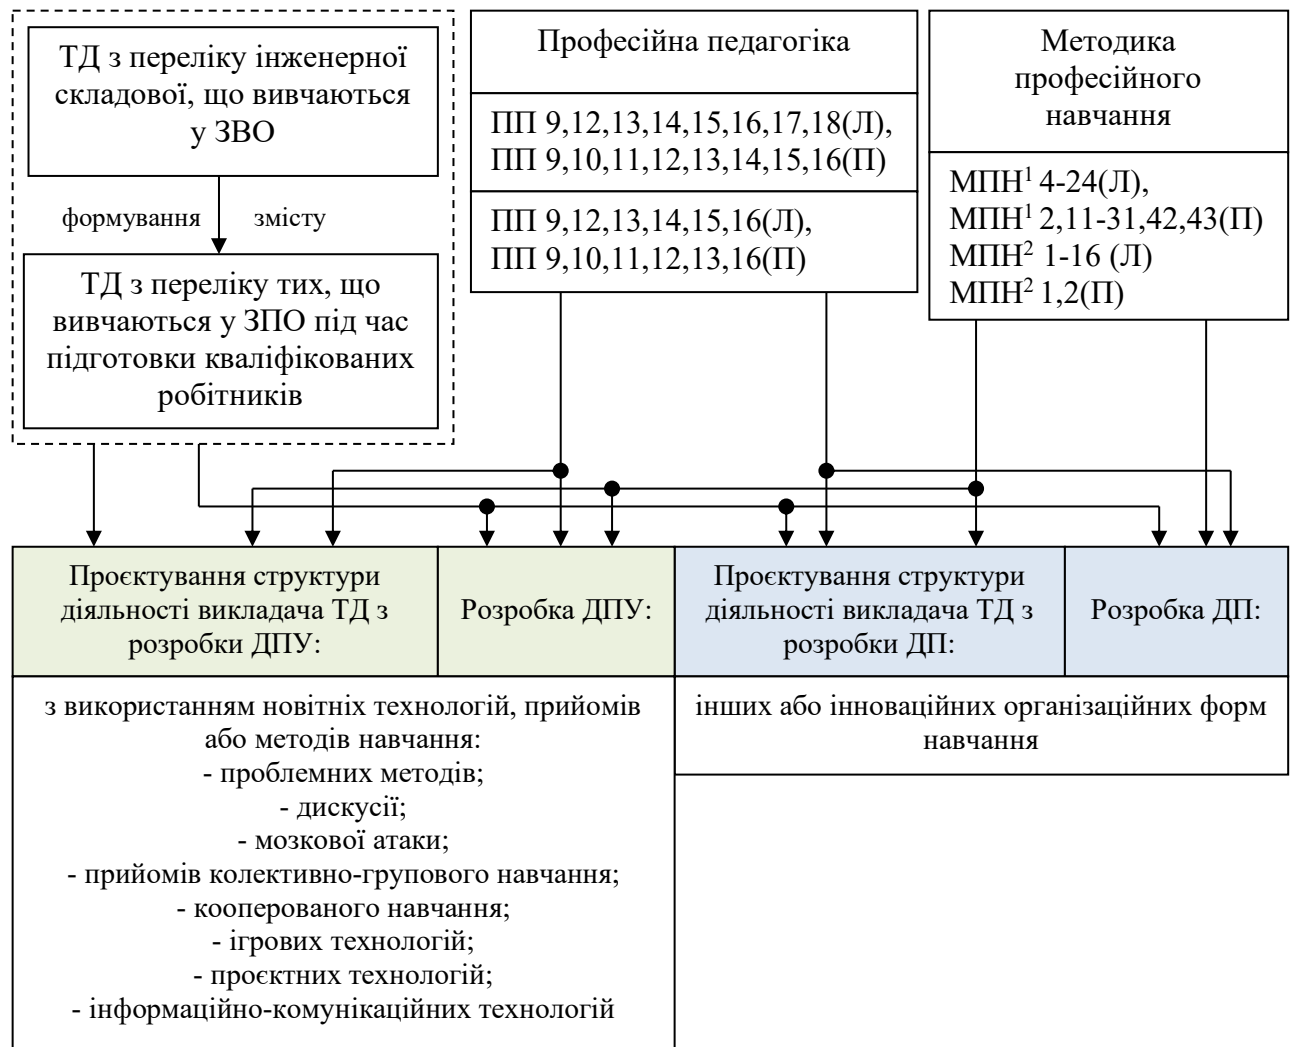 ТД з переліку інженерної
складової, що вивчаються
у ЗВО
формування змісту
ТД з переліку тих, що
вивчаються у ЗПО під час
підготовки кваліфікованих
робітників
Професійна педагогіка
ПП 9,12,13,14,15,16,17,18(Л),
ПП 9,10,11,12,13,14,15,16(П)
ПП 9,12,13,14,15,16(Л),
ПП 9,10,11,12,13,16(П)
Методика
професійного
навчання
МПН¹ 4-24(Л),
МПН¹ 2,11-31,42,43(П)
МПН² 1-16 (Л)
МПН² 1,2(П)
Проєктування структури
діяльності викладача ТД з
розробки ДПУ:
Розробка ДПУ:
Проєктування структури
діяльності викладача ТД з
розробки ДП:
Розробка ДП:
з використанням новітніх технологій, прийомів
або методів навчання:
- проблемних методів;
- дискусії;
- мозкової атаки;
- прийомів колективно-групового навчання;
- кооперованого навчання;
- ігрових технологій;
- проєктних технологій;
- інформаційно-комунікаційних технологій
інших або інноваційних організаційних форм
навчання